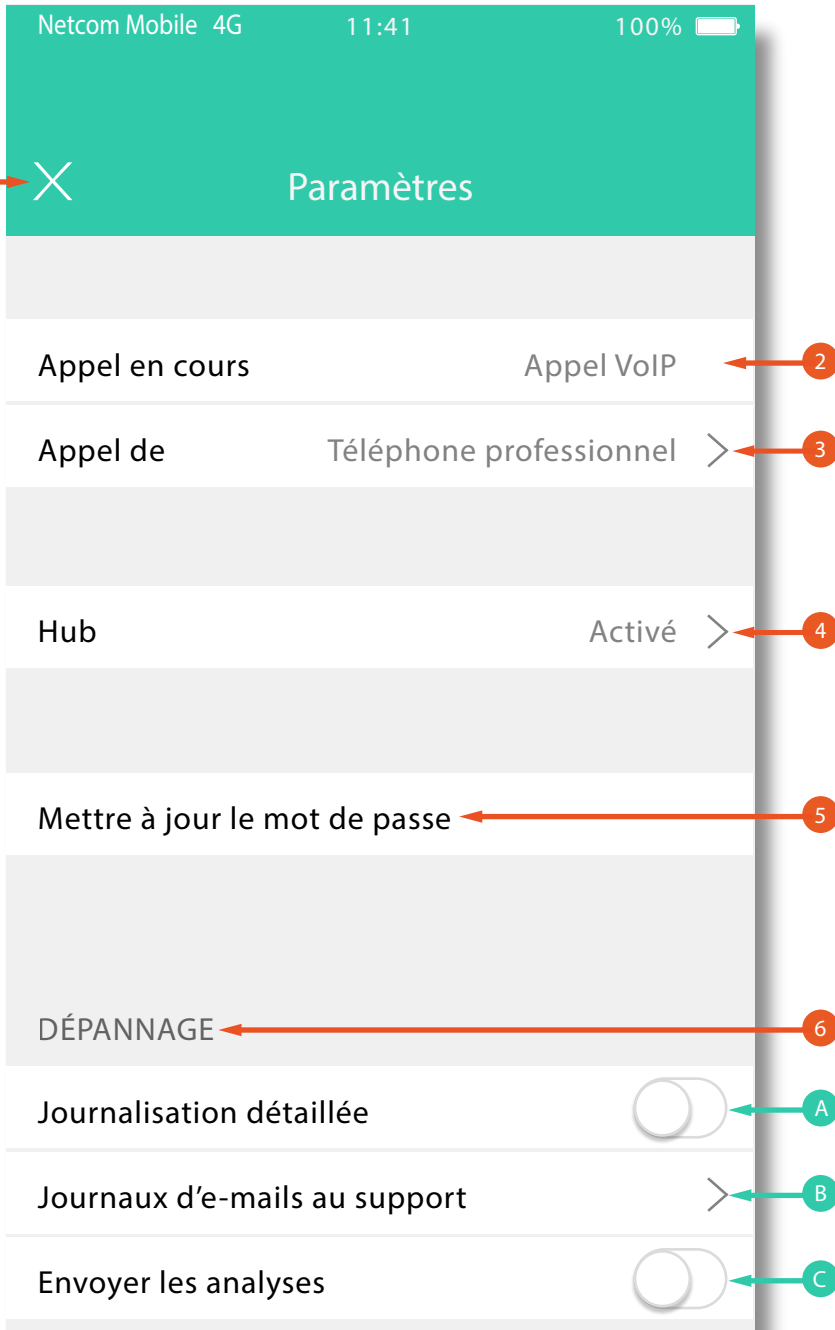 Netcom Mobile 4G 11:41 100%
Paramètres
Appel en cours Appel VoIP 2
Appel de Téléphone professionnel 3
Hub Activé 4
Mettre à jour le mot de passe 5
DÉPANNAGE 6
Journalisation détaillée A
Journaux d’e-mails au support B
Envoyer les analyses C